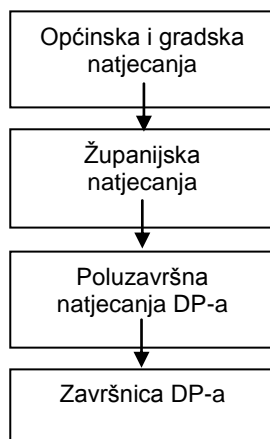 Općinska i gradska
natjecanja
Županijska
natjecanja
Poluzavršna
natjecanja DP-a
Završnica DP-a